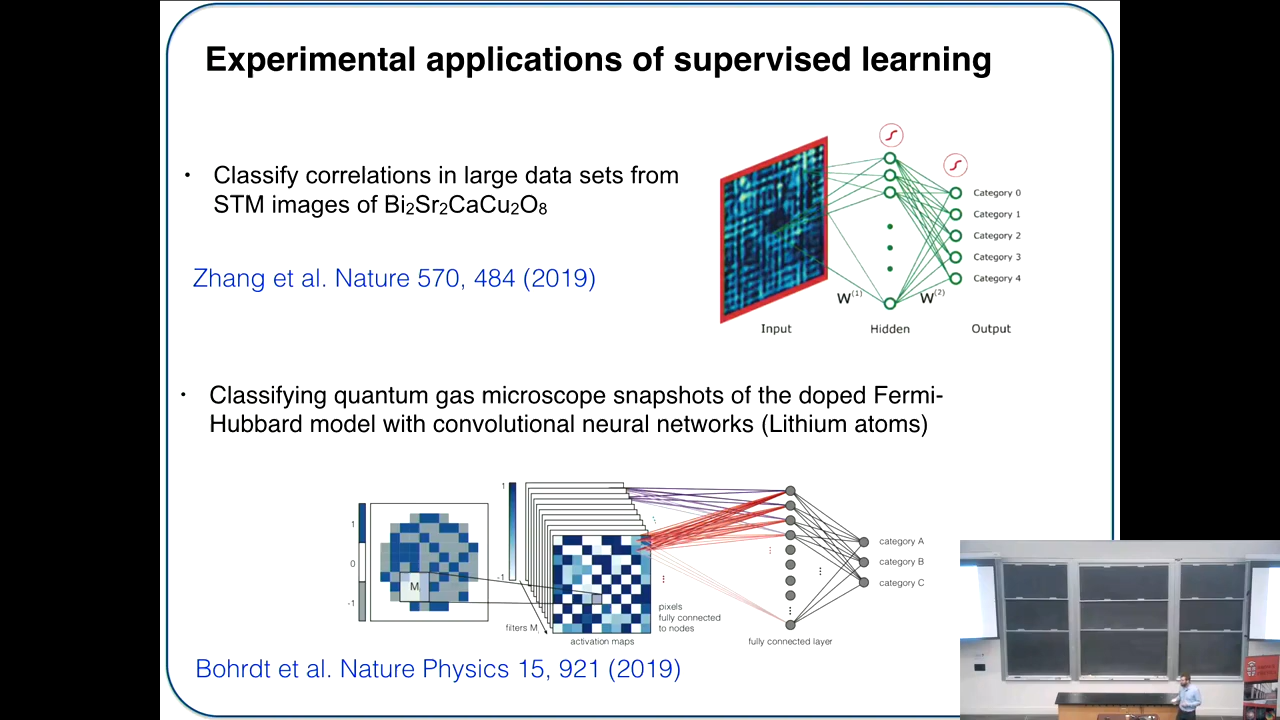 Experimental applications of supervised learning
• Classify correlations in large data sets from
STM images of Bi₂Sr₂CaCu₂O₈
Zhang et al. Nature 570, 484 (2019)
Category 0
Category 1
Category 2
Category 3
Category 4
W⁽¹⁾
W⁽²⁾
Input
Hidden
Output
• Classifying quantum gas microscope snapshots of the doped Fermi-
Hubbard model with convolutional neural networks (Lithium atoms)
1
0
-1
M
1
-1
filters M
activation maps
pixels
fully connected
to nodes
fully connected layer
category A
category B
category C
Bohrdt et al. Nature Physics 15, 921 (2019)